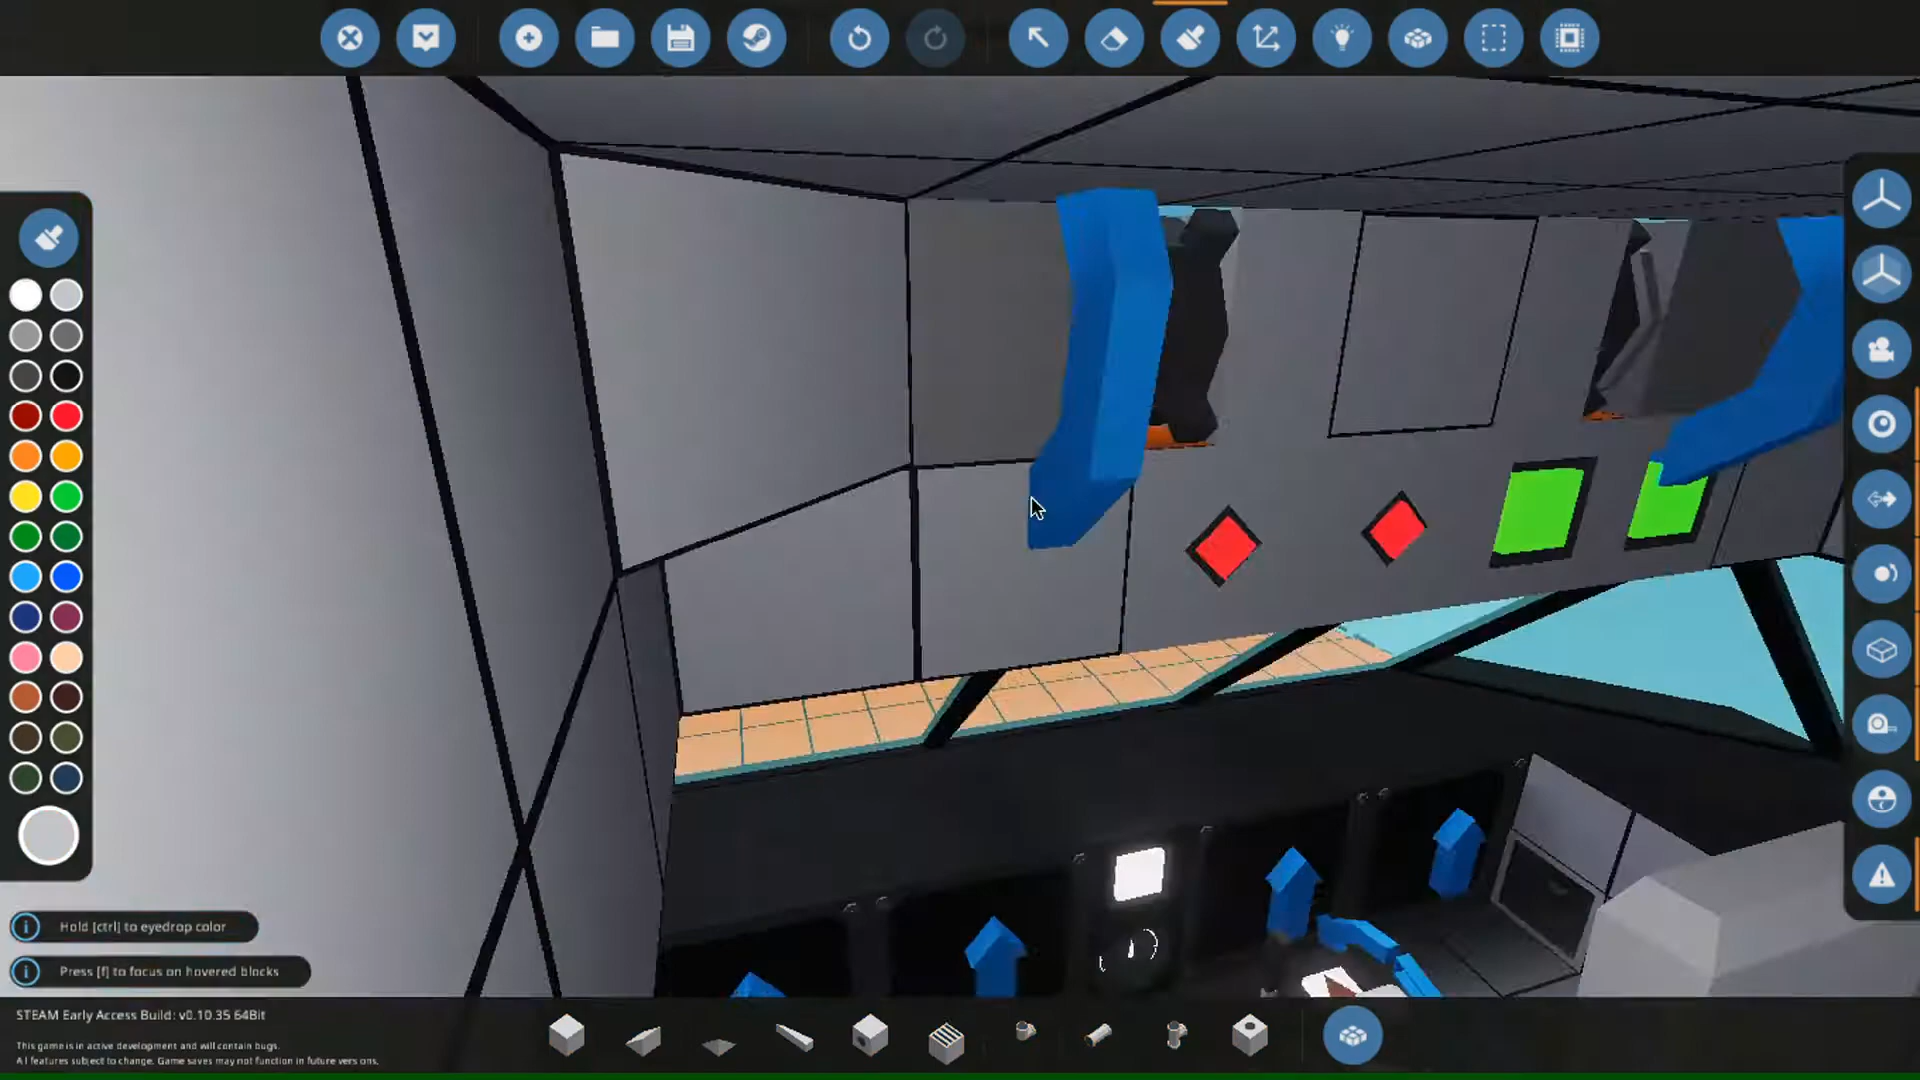 Hold [ctrl] to eyedrop color
Press [f] to focus on hovered blocks
STEAM Early Access Build: v0.10.35 64Bit
This game is in active development and will contain bugs.
All features subject to change. Game saves may not function in future versions.